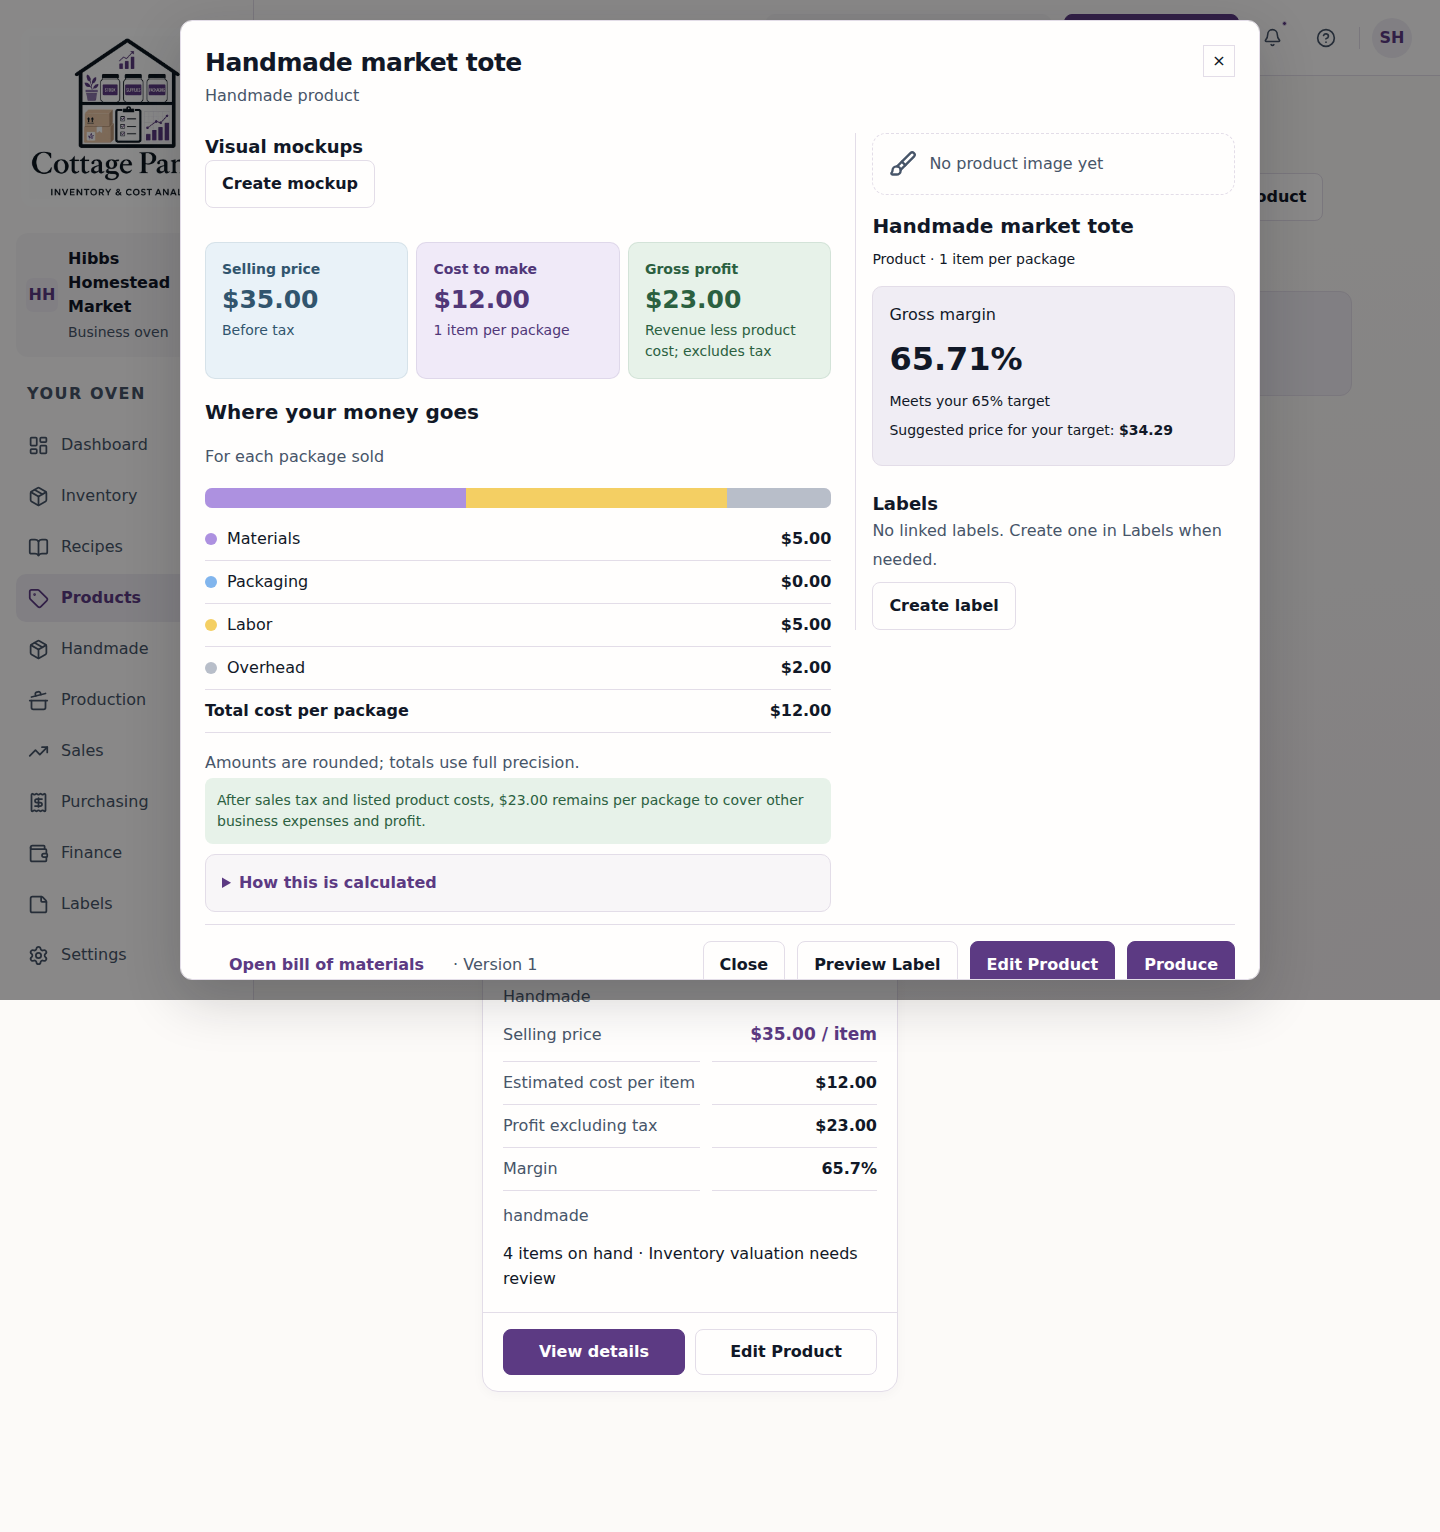 Cottage Pan
INVENTORY & COST ANAL
HH
Hibbs
Homestead
Market
Business oven
YOUR OVEN
Dashboard
Inventory
Recipes
Products
Handmade
Production
Sales
Purchasing
Finance
Labels
Settings
SH
oduct
Handmade market tote
×
Handmade product
Visual mockups
Create mockup
Selling price
$35.00
Before tax
Cost to make
$12.00
1 item per package
Gross profit
$23.00
Revenue less product
cost; excludes tax
Where your money goes
For each package sold
Materials $5.00
Packaging $0.00
Labor $5.00
Overhead $2.00
Total cost per package $12.00
Amounts are rounded; totals use full precision.
After sales tax and listed product costs, $23.00 remains per package to cover other
business expenses and profit.
How this is calculated
No product image yet
Handmade market tote
Product · 1 item per package
Gross margin
65.71%
Meets your 65% target
Suggested price for your target: $34.29
Labels
No linked labels. Create one in Labels when
needed.
Create label
Open bill of materials · Version 1
Close
Preview Label
Edit Product
Produce
Handmade
Selling price $35.00 / item
Estimated cost per item $12.00
Profit excluding tax $23.00
Margin 65.7%
handmade
4 items on hand · Inventory valuation needs
review
View details
Edit Product